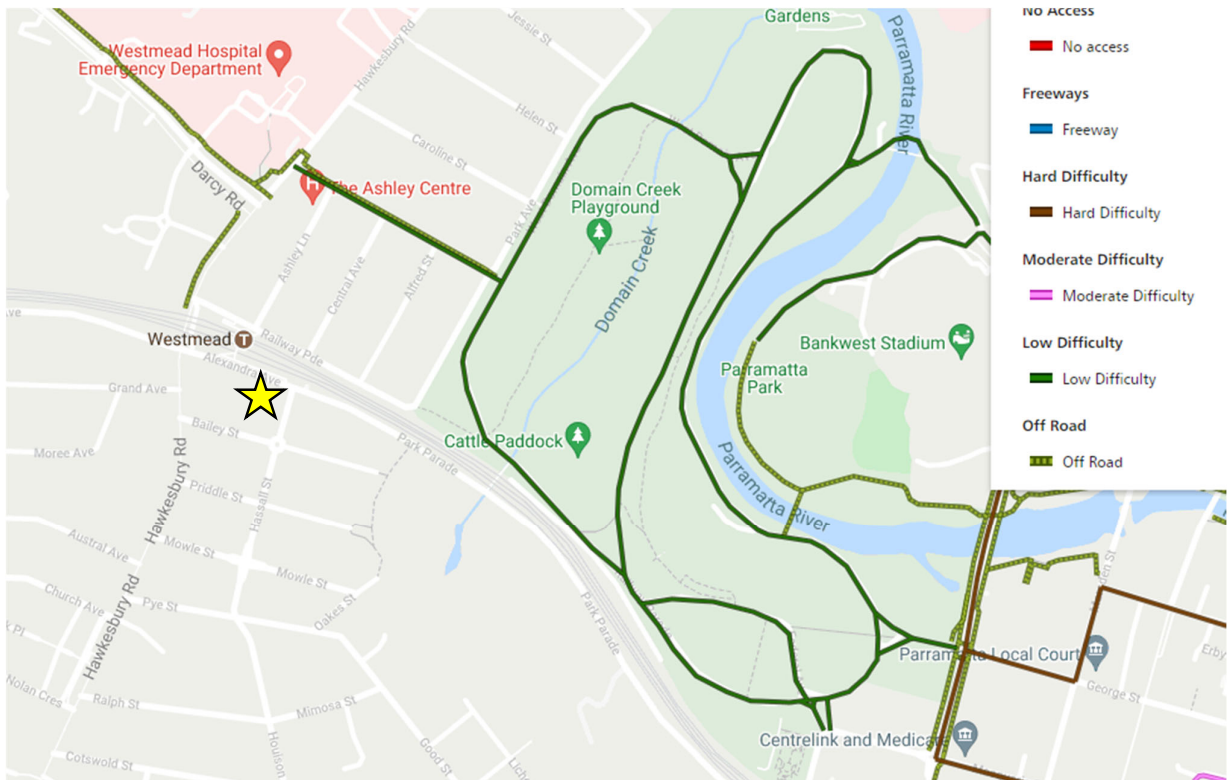 Gardens
Westmead Hospital
Emergency Department
Hawkesbury Rd
Jessie St
Helen St
Caroline St
Darcy Rd
The Ashley Centre
Ashley Ln
Central Ave
Alfred St
Park Ave
Domain Creek
Playground
Domain Creek
Parramatta River
Bankwest Stadium
Parramatta
Park
Westmead
Railway Pde
Alexandra Ave
Grand Ave
Bailey St
Moree Ave
Hawkesbury Rd
Priddle St
Hassall St
Park Parade
Cattle Paddock
Parramatta River
Austral Ave
Mowle St
Mowle St
Church Ave
Pye St
Oakes St
Park Parade
Hawkesbury Rd
Nolan Cres
Ralph St
Mimosa St
Cotswold St
Houison
Good St
Parramatta Local Court
George St
Centrelink and Medicare
No Access
No access
Freeways
Freeway
Hard Difficulty
Hard Difficulty
Moderate Difficulty
Moderate Difficulty
Low Difficulty
Low Difficulty
Off Road
Off Road